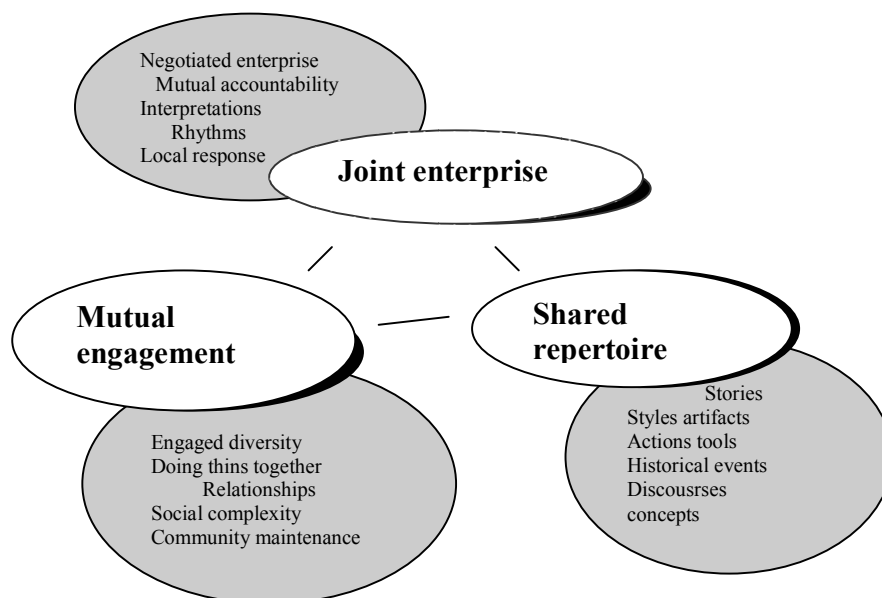 Negotiated enterprise
Mutual accountability
Interpretations
Rhythms
Local response
Joint enterprise
Mutual
engagement
Engaged diversity
Doing thins together
Relationships
Social complexity
Community maintenance
Shared
repertoire
Stories
Styles artifacts
Actions tools
Historical events
Discousrses
concepts